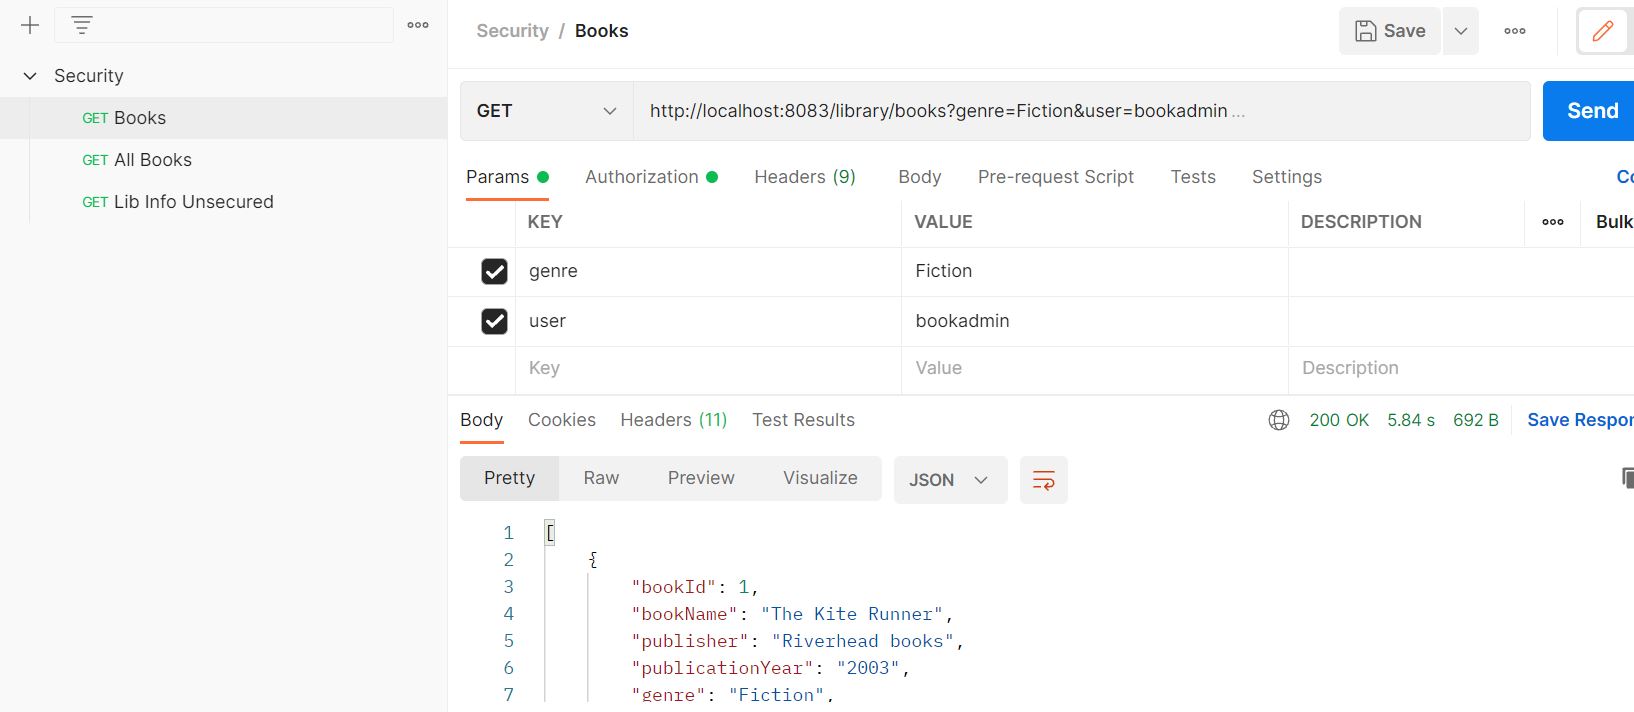 Security
GET Books
GET All Books
GET Lib Info Unsecured
Security / Books
Save
GET
http://localhost:8083/library/books?genre=Fiction&user=bookadmin ...
Send
Params
Authorization
Headers (9)
Body
Pre-request Script
Tests
Settings
KEY VALUE DESCRIPTION Bulk
genre Fiction
user bookadmin
Key Value Description
Body Cookies Headers (11) Test Results
200 OK 5.84 s 692 B Save Respon
Pretty Raw Preview Visualize JSON
1 [
2 {
3 "bookId": 1,
4 "bookName": "The Kite Runner",
5 "publisher": "Riverhead books",
6 "publicationYear": "2003",
7 "genre": "Fiction",